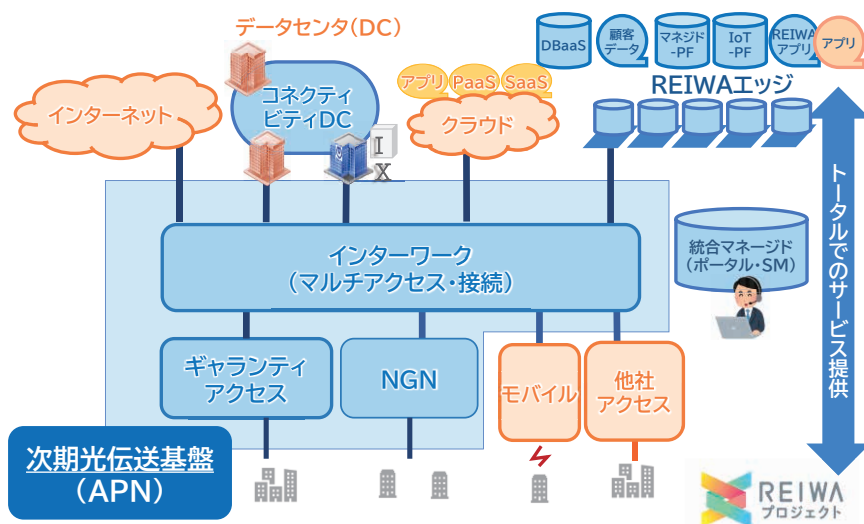 データセンタ(DC)
DBaaS
顧客
データ
マネジド
-PF
IoT
-PF
REIWA
アプリ
アプリ
インターネット
コネクティ
ビティDC
アプリ
PaaS
SaaS
クラウド
REIWAエッジ
I
X
インターワーク
(マルチアクセス・接続)
統合マネージド
(ポータル・SM)
トータルでのサービス提供
ギャランティ
アクセス
NGN
モバイル
他社
アクセス
次期光伝送基盤
(APN)
REIWA
プロジェクト